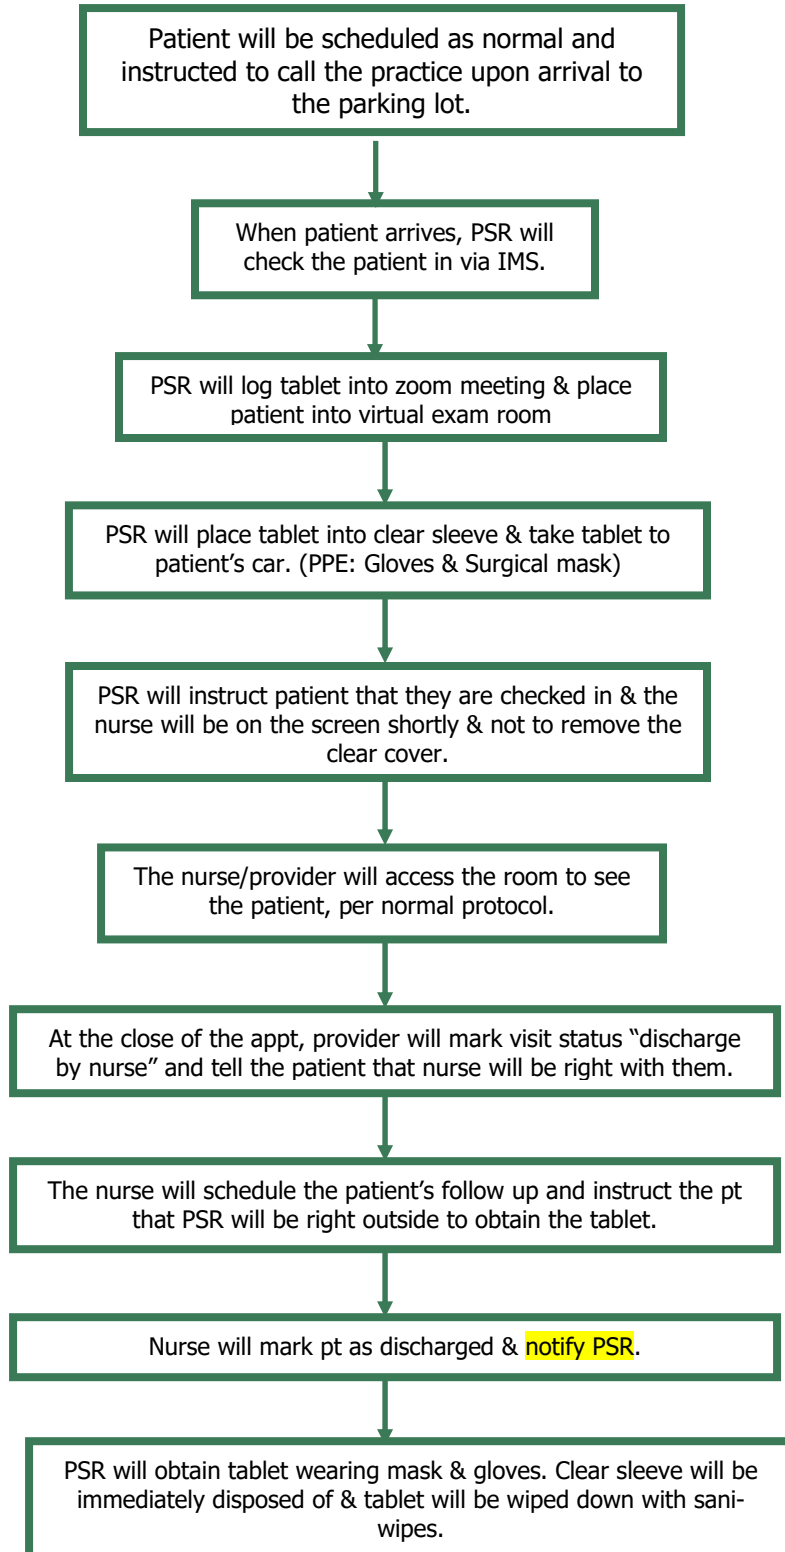 Patient will be scheduled as normal and
instructed to call the practice upon arrival to
the parking lot.
When patient arrives, PSR will
check the patient in via IMS.
PSR will log tablet into zoom meeting & place
patient into virtual exam room
PSR will place tablet into clear sleeve & take tablet to
patient’s car. (PPE: Gloves & Surgical mask)
PSR will instruct patient that they are checked in & the
nurse will be on the screen shortly & not to remove the
clear cover.
The nurse/provider will access the room to see
the patient, per normal protocol.
At the close of the appt, provider will mark visit status “discharge
by nurse” and tell the patient that nurse will be right with them.
The nurse will schedule the patient’s follow up and instruct the pt
that PSR will be right outside to obtain the tablet.
Nurse will mark pt as discharged & notify PSR.
PSR will obtain tablet wearing mask & gloves. Clear sleeve will be
immediately disposed of & tablet will be wiped down with sani-
wipes.